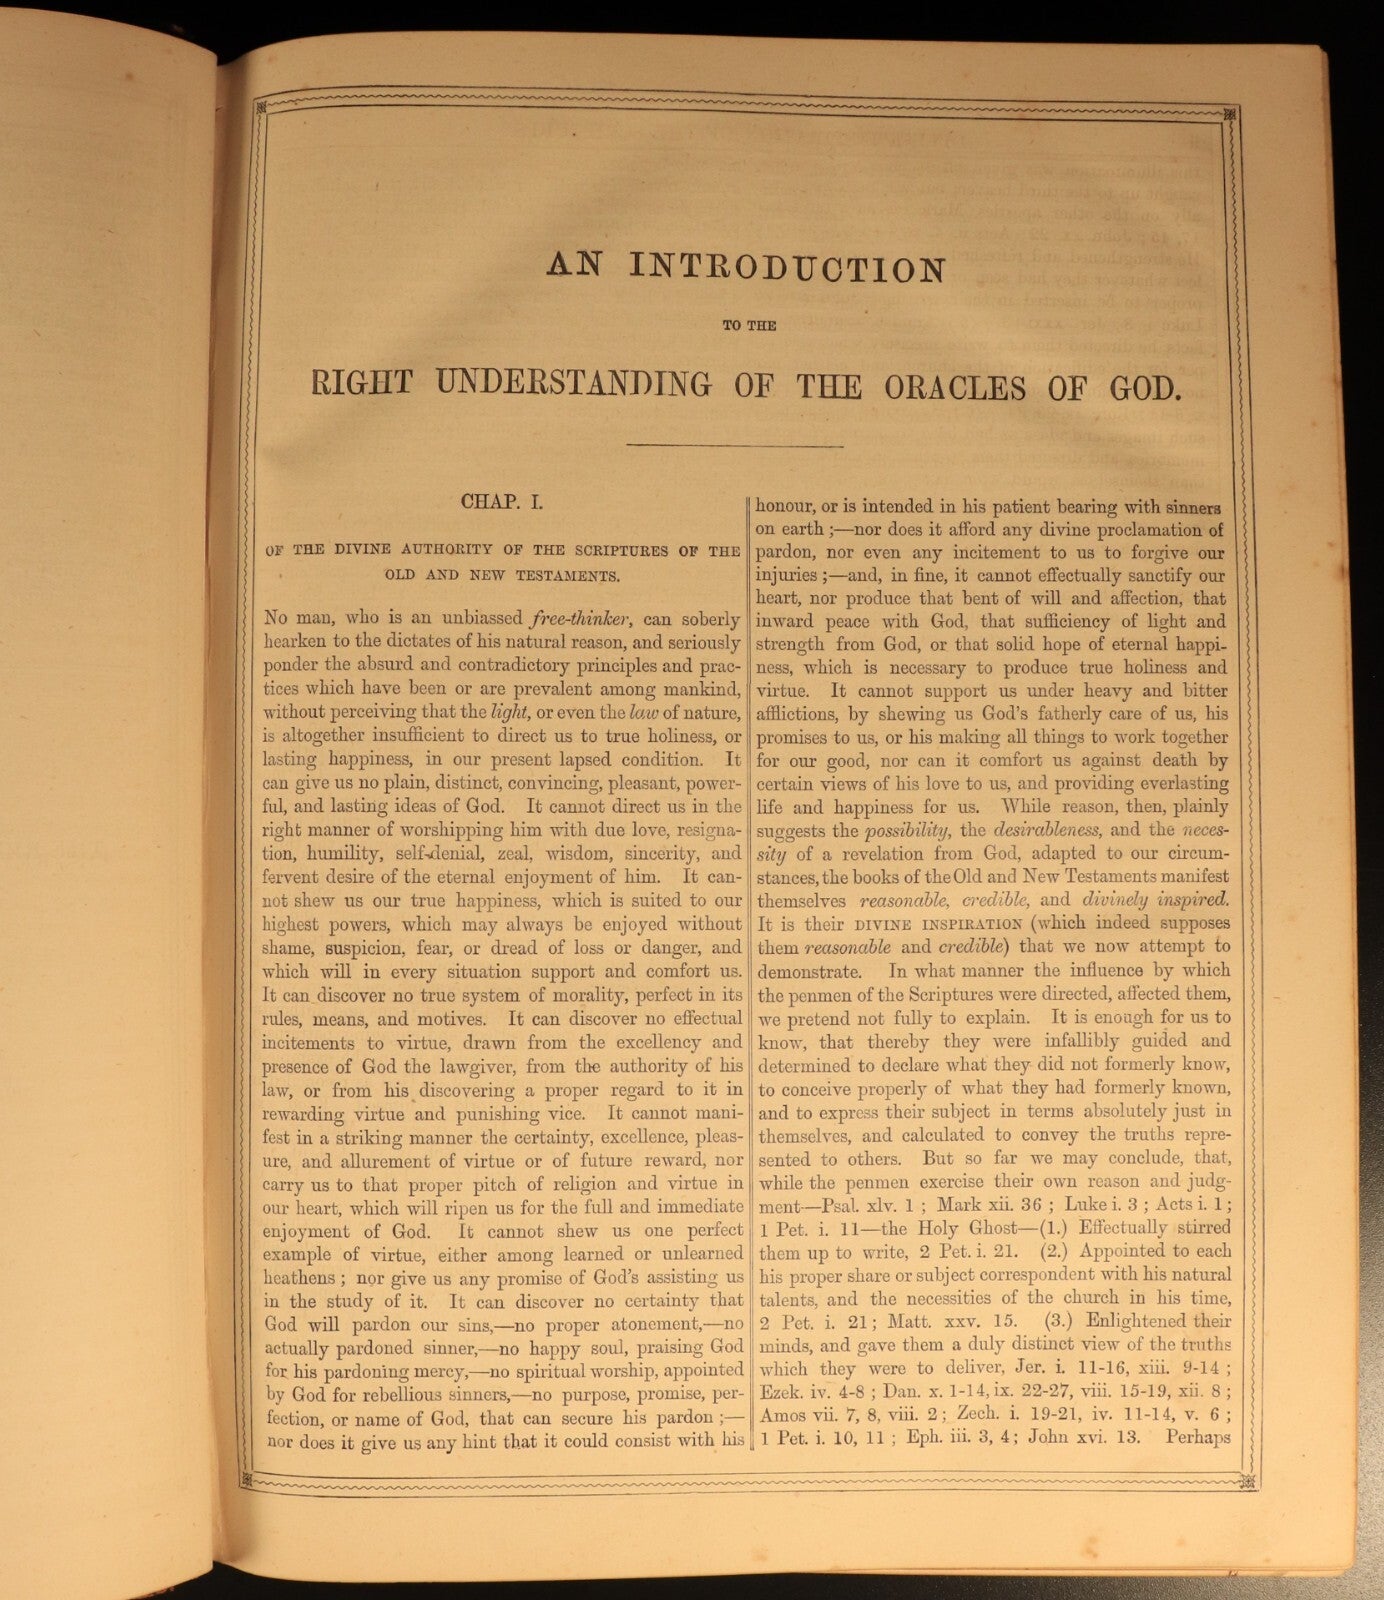 AN INTRODUCTION
TO THE
RIGHT UNDERSTANDING OF THE ORACLES OF GOD.
CHAP. I.
OF THE DIVINE AUTHORITY OF THE SCRIPTURES OF THE
OLD AND NEW TESTAMENTS.
No man, who is an unbiassed free-thinker, can soberly
hearken to the dictates of his natural reason, and seriously
ponder the absurd and contradictory principles and prac-
tices which have been or are prevalent among mankind,
without perceiving that the light, or even the law of nature,
is altogether insufficient to direct us to true holiness, or
lasting happiness, in our present lapsed condition. It
can give us no plain, distinct, convincing, pleasant, power-
ful, and lasting ideas of God. It cannot direct us in the
right manner of worshipping him with due love, resigna-
tion, humility, self-denial, zeal, wisdom, sincerity, and
fervent desire of the eternal enjoyment of him. It can-
not shew us our true happiness, which is suited to our
highest powers, which may always be enjoyed without
shame, suspicion, fear, or dread of loss or danger, and
which will in every situation support and comfort us.
It can discover no true system of morality, perfect in its
rules, means, and motives. It can discover no effectual
incitements to virtue, drawn from the excellency and
presence of God the lawgiver, from the authority of his
law, or from his discovering a proper regard to it in
rewarding virtue and punishing vice. It cannot mani-
fest in a striking manner the certainty, excellence, pleas-
ure, and allurement of virtue or of future reward, nor
carry us to that proper pitch of religion and virtue in
our heart, which will ripen us for the full and immediate
enjoyment of God. It cannot shew us one perfect
example of virtue, either among learned or unlearned
heathens; nor give us any promise of God's assisting us
in the study of it. It can discover no certainty that
God will pardon our sins,—no proper atonement,—no
actually pardoned sinner,—no happy soul, praising God
for his pardoning mercy,—no spiritual worship, appointed
by God for rebellious sinners,—no purpose, promise, per-
fection, or name of God, that can secure his pardon;—
nor does it give us any hint that it could consist with his
honour, or is intended in his patient bearing with sinners
on earth;—nor does it afford any divine proclamation of
pardon, nor even any incitement to us to forgive our
injuries;—and, in fine, it cannot effectually sanctify our
heart, nor produce that bent of will and affection, that
inward peace with God, that sufficiency of light and
strength from God, or that solid hope of eternal happi-
ness, which is necessary to produce true holiness and
virtue. It cannot support us under heavy and bitter
afflictions, by shewing us God's fatherly care of us, his
promises to us, or his making all things to work together
for our good, nor can it comfort us against death by
certain views of his love to us, and providing everlasting
life and happiness for us. While reason, then, plainly
suggests the possibility, the desirableness, and the neces-
sity of a revelation from God, adapted to our circum-
stances, the books of the Old and New Testaments manifest
themselves reasonable, credible, and divinely inspired.
It is their DIVINE INSPIRATION (which indeed supposes
them reasonable and credible) that we now attempt to
demonstrate. In what manner the influence by which
the penmen of the Scriptures were directed, affected them,
we pretend not fully to explain. It is enough for us to
know, that thereby they were infallibly guided and
determined to declare what they did not formerly know,
to conceive properly of what they had formerly known,
and to express their subject in terms absolutely just in
themselves, and calculated to convey the truths repre-
sented to others. But so far we may conclude, that,
while the penmen exercise their own reason and judg-
ment—Psal. xlv. 1; Mark xii. 36; Luke i. 3; Acts i. 1;
1 Pet. i. 11—the Holy Ghost—(1.) Effectually stirred
them up to write, 2 Pet. i. 21. (2.) Appointed to each
his proper share or subject correspondent with his natural
talents, and the necessities of the church in his time,
2 Pet. i. 21; Matt. xxv. 15. (3.) Enlightened their
minds, and gave them a duly distinct view of the truths
which they were to deliver, Jer. i. 11-16, xiii. 9-14;
Ezek. iv. 4-8; Dan. x. 1-14, ix. 22-27, viii. 15-19, xii. 8;
Amos vii. 7, 8, viii. 2; Zech. i. 19-21, iv. 11-14, v. 6;
1 Pet. i. 10, 11; Eph. iii. 3, 4; John xvi. 13. Perhaps